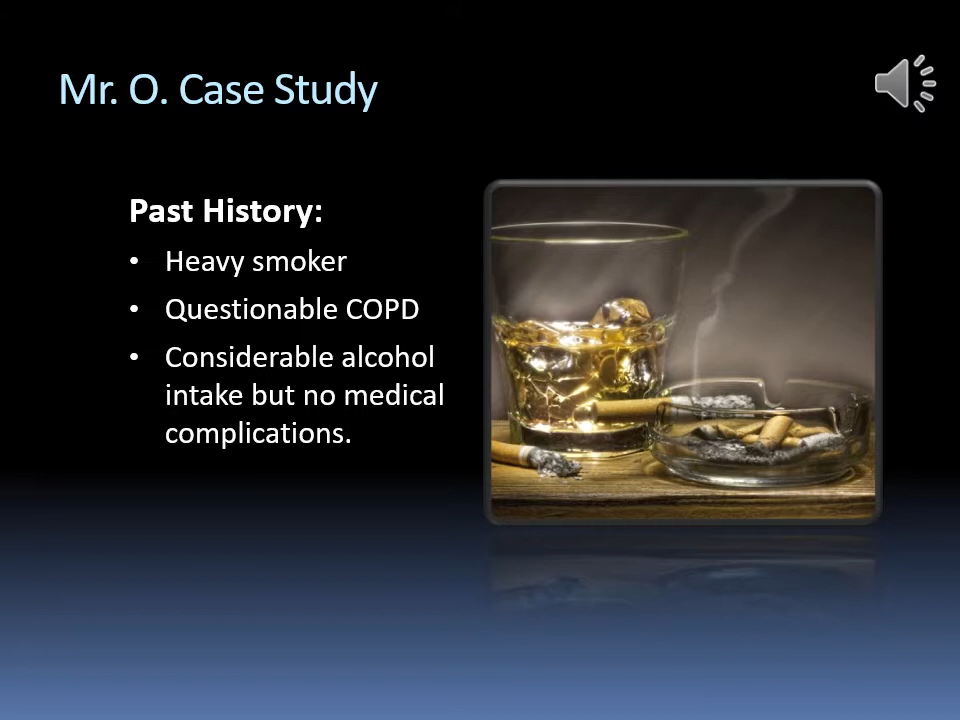 Mr. O. Case Study
Past History:
• Heavy smoker
• Questionable COPD
• Considerable alcohol
intake but no medical
complications.